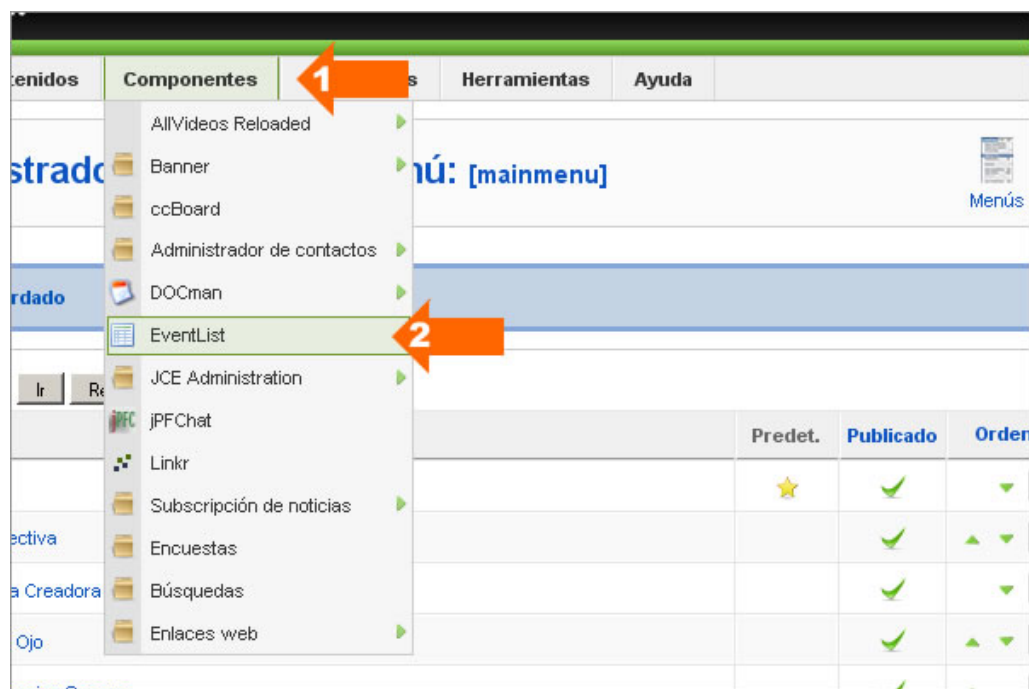 tenidos Componentes 1 s Herramientas Ayuda
AllVideos Reloaded
strado Banner nú: [mainmenu]
Menús
ccBoard
Administrador de contactos
rdado DOCman
EventList 2
Ir Re JCE Administration
jPFC jPFChat
Predet. Publicado Orden
Linkr
Subscripción de noticias
ectiva Encuestas
a Creadora Búsquedas
Ojo Enlaces web